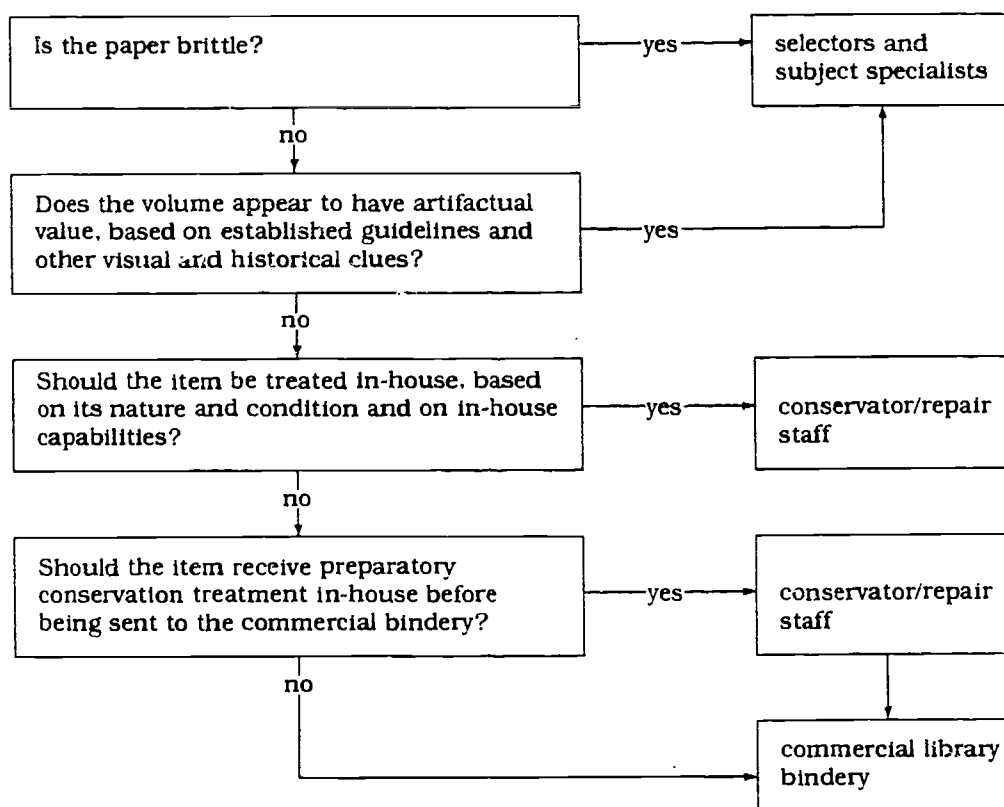 Is the paper brittle?
yes
selectors and
subject specialists
no
Does the volume appear to have artifactual
value, based on established guidelines and
other visual and historical clues?
yes
no
Should the item be treated in-house, based
on its nature and condition and on in-house
capabilities?
yes
conservator/repair
staff
no
Should the item receive preparatory
conservation treatment in-house before
being sent to the commercial bindery?
yes
conservator/repair
staff
no
commercial library
bindery